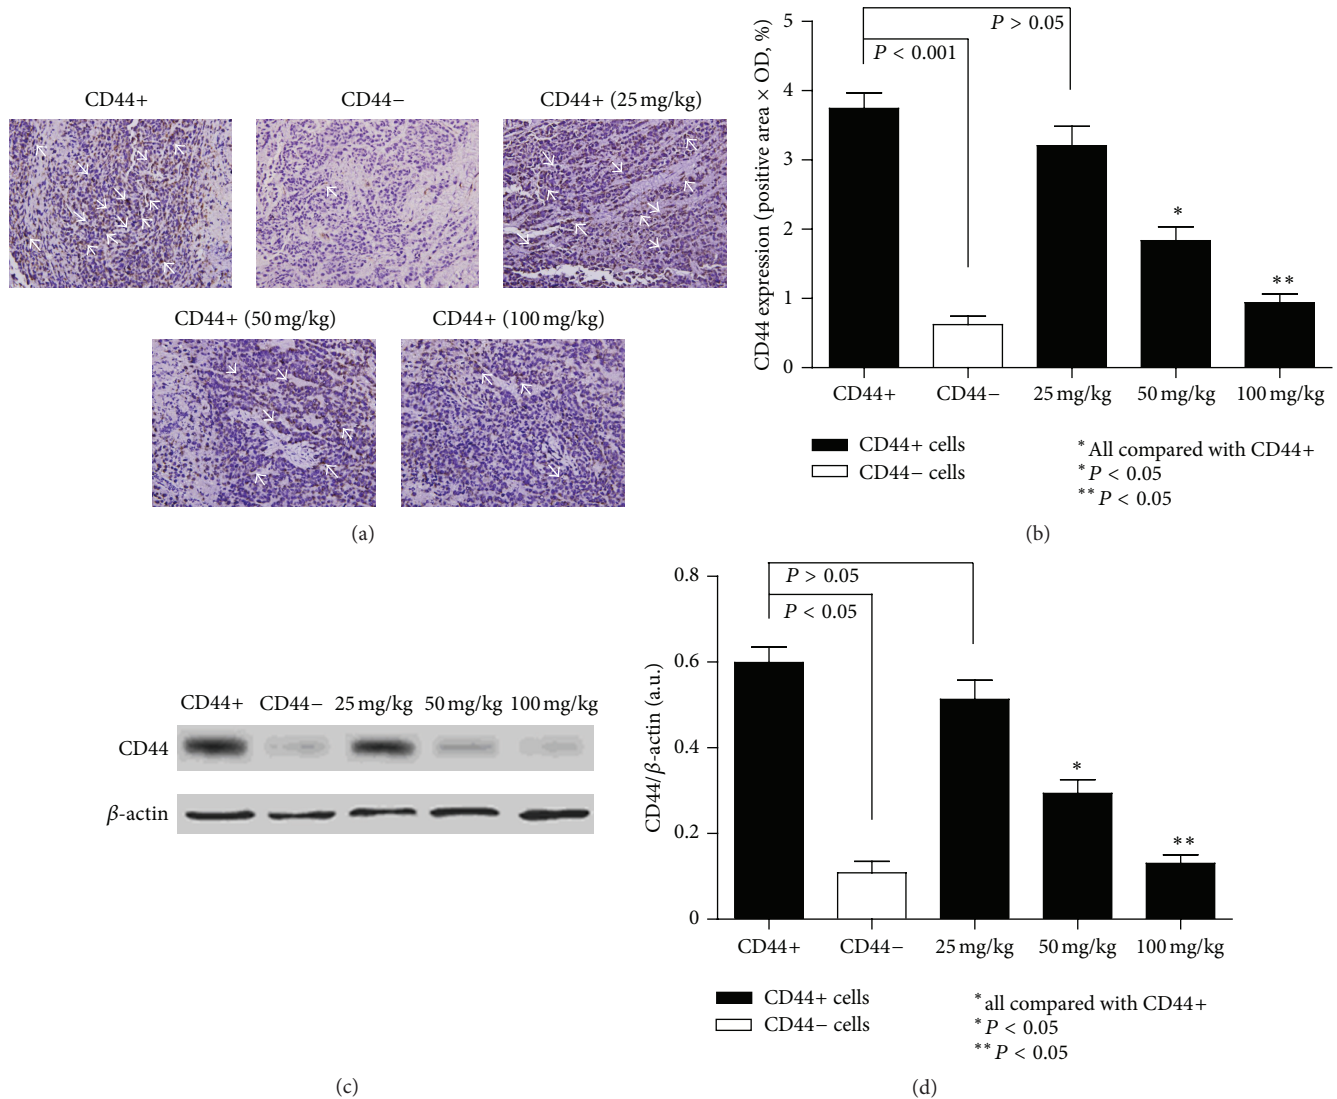 CD44+
CD44−
CD44+ (25 mg/kg)
CD44+ (50 mg/kg)
CD44+ (100 mg/kg)
(a)
CD44 expression (positive area × OD, %)
5
4
3
2
1
0
P > 0.05
P < 0.001
*
**
CD44+
CD44−
25 mg/kg
50 mg/kg
100 mg/kg
CD44+ cells
CD44− cells
* All compared with CD44+
* P < 0.05
** P < 0.05
(b)
CD44+ CD44− 25 mg/kg 50 mg/kg 100 mg/kg
CD44
β-actin
(c)
CD44/β-actin (a.u.)
0.8
0.6
0.4
0.2
0
P > 0.05
P < 0.05
*
**
CD44+
CD44−
25 mg/kg
50 mg/kg
100 mg/kg
CD44+ cells
CD44− cells
* all compared with CD44+
* P < 0.05
** P < 0.05
(d)